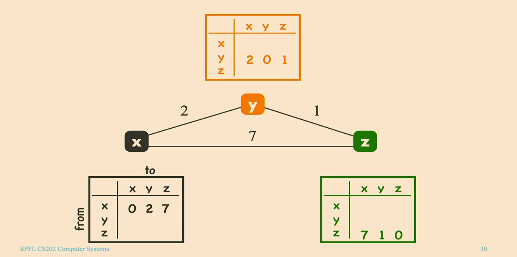 x y z
x
y 2 0 1
z
y
2
1
7
x
z
to
from
x y z
x 0 2 7
y
z
x y z
x
y
z 7 1 0
EPFL CS202 Computer Systems
30